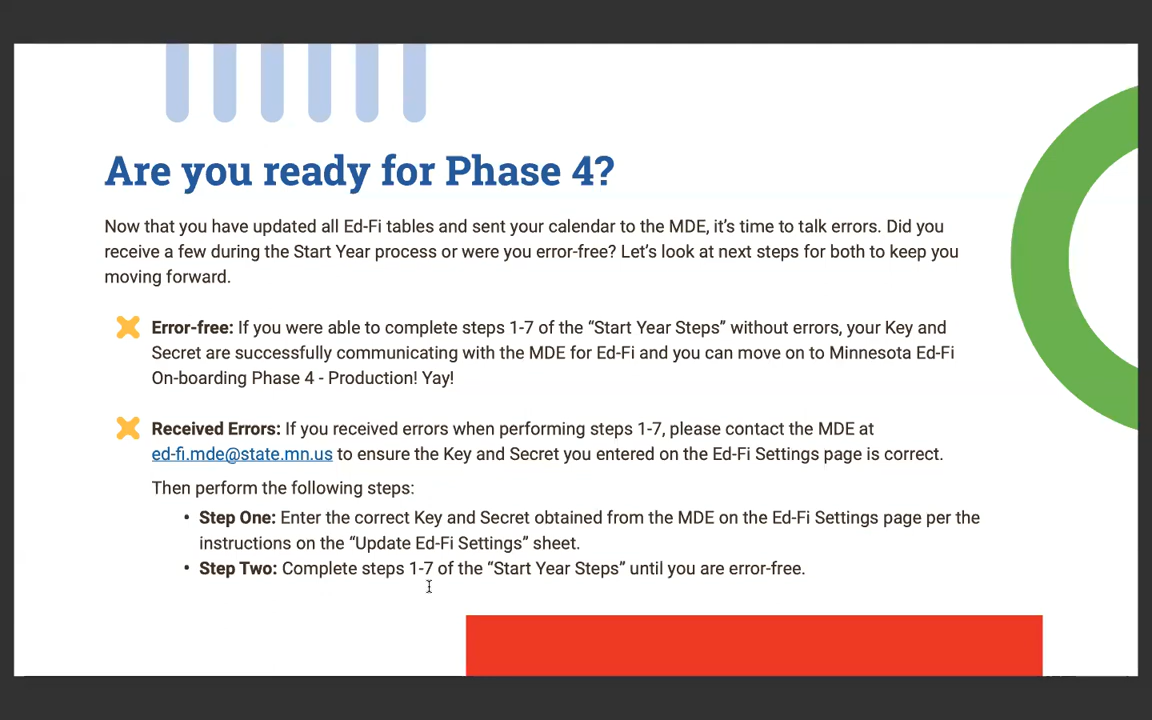 Are you ready for Phase 4?
Now that you have updated all Ed-Fi tables and sent your calendar to the MDE, it’s time to talk errors. Did you
receive a few during the Start Year process or were you error-free? Let’s look at next steps for both to keep you
moving forward.
Error-free: If you were able to complete steps 1-7 of the “Start Year Steps” without errors, your Key and
Secret are successfully communicating with the MDE for Ed-Fi and you can move on to Minnesota Ed-Fi
On-boarding Phase 4 - Production! Yay!
Received Errors: If you received errors when performing steps 1-7, please contact the MDE at
ed-fi.mde@state.mn.us to ensure the Key and Secret you entered on the Ed-Fi Settings page is correct.
Then perform the following steps:
• Step One: Enter the correct Key and Secret obtained from the MDE on the Ed-Fi Settings page per the
instructions on the “Update Ed-Fi Settings” sheet.
• Step Two: Complete steps 1-7 of the “Start Year Steps” until you are error-free.